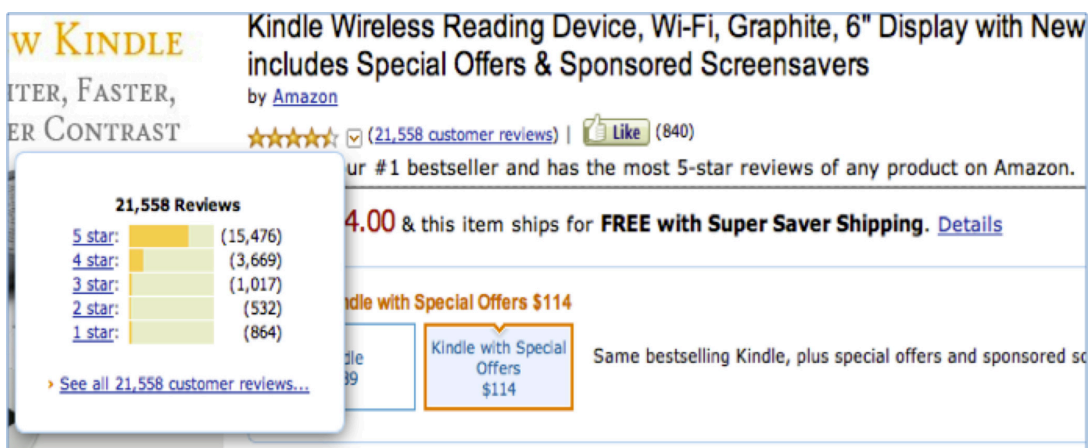 W KINDLE
ITER, FASTER,
ER CONTRAST
Kindle Wireless Reading Device, Wi-Fi, Graphite, 6" Display with New
includes Special Offers & Sponsored Screensavers
by Amazon
(21,558 customer reviews) | Like (840)
ur #1 bestseller and has the most 5-star reviews of any product on Amazon.
4.00 & this item ships for FREE with Super Saver Shipping. Details
21,558 Reviews
5 star: (15,476)
4 star: (3,669)
3 star: (1,017)
2 star: (532)
1 star: (864)
› See all 21,558 customer reviews...
ndle with Special Offers $114
dle
39
Kindle with Special
Offers
$114
Same bestselling Kindle, plus special offers and sponsored sc